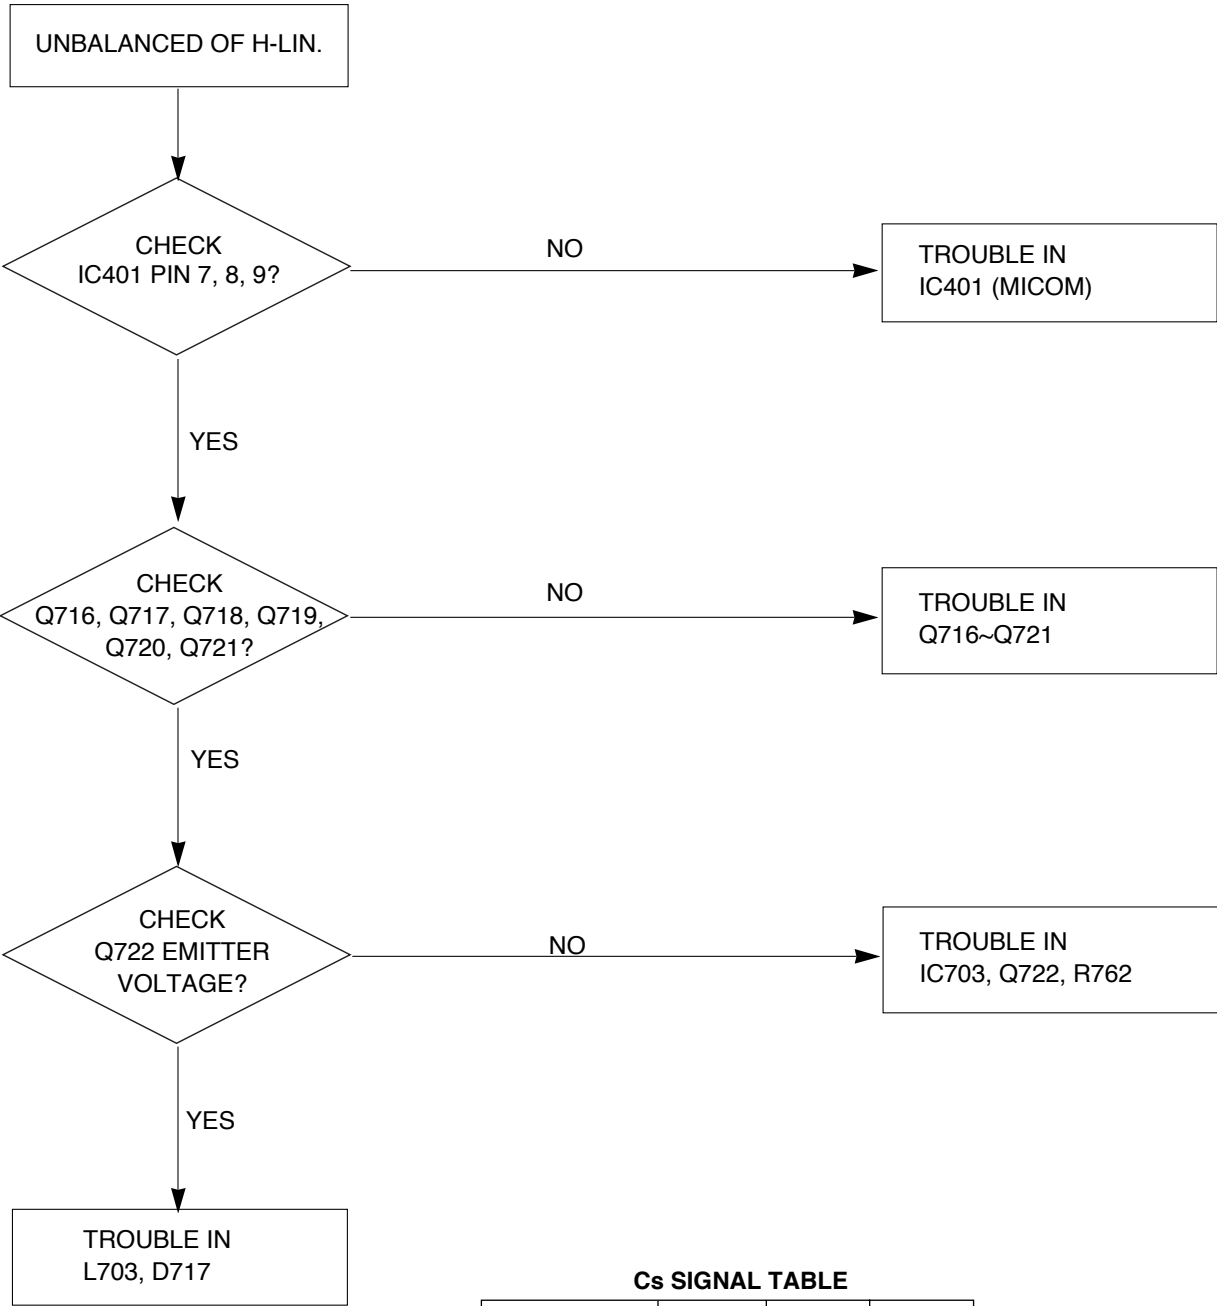 UNBALANCED OF H-LIN.
CHECK
IC401 PIN 7, 8, 9?
NO
TROUBLE IN
IC401 (MICOM)
YES
CHECK
Q716, Q717, Q718, Q719,
Q720, Q721?
NO
TROUBLE IN
Q716~Q721
YES
CHECK
Q722 EMITTER
VOLTAGE?
NO
TROUBLE IN
IC703, Q722, R762
YES
TROUBLE IN
L703, D717
Cs SIGNAL TABLE